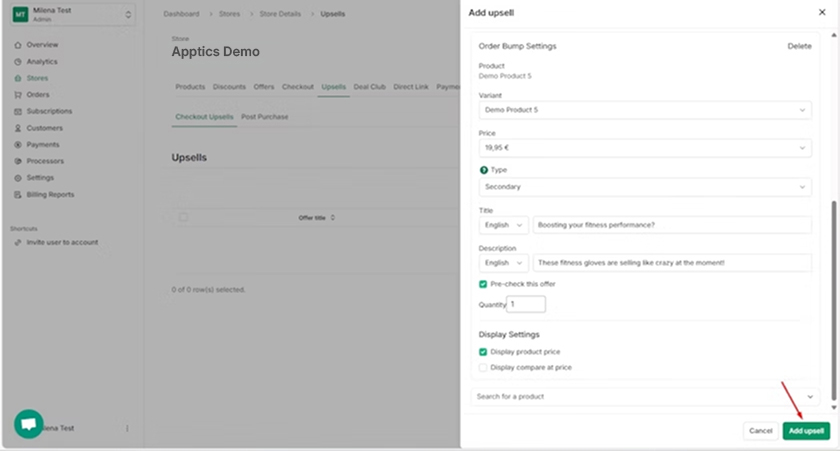 MT
Milena Test
Admin
Overview
Analytics
Stores
Orders
Subscriptions
Customers
Payments
Processors
Settings
Billing Reports
Shortcuts
Invite user to account
lena Test
Dashboard > Stores > Store Details > Upsells
Store
Apptics Demo
Products Discounts Offers Checkout Upsells Deal Club Direct Link Payme
Checkout Upsells Post Purchase
Upsells
Offer title
0 of 0 row(s) selected.
Add upsell
Order Bump Settings Delete
Product
Demo Product 5
Variant
Demo Product 5
Price
19,95 €
? Type
Secondary
Title
English Boosting your fitness performance?
Description
English These fitness gloves are selling like crazy at the moment!
Pre-check this offer
Quantity 1
Display Settings
Display product price
Display compare at price
Search for a product
Cancel Add upsell